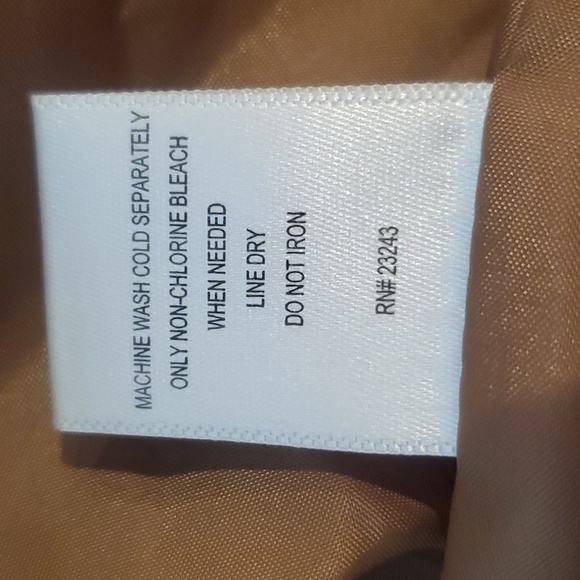 MACHINE WASH COLD SEPARATELY
ONLY NON-CHLORINE BLEACH
WHEN NEEDED
LINE DRY
DO NOT IRON
RN# 23243